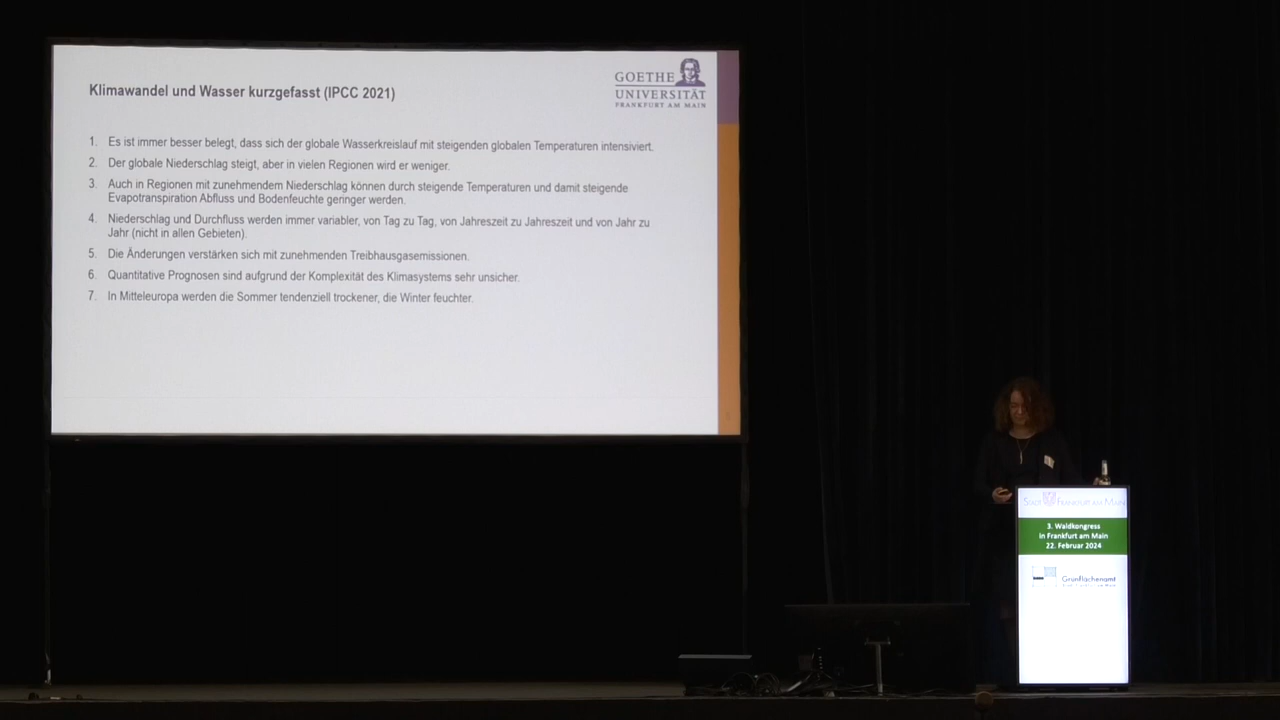 Klimawandel und Wasser kurzgefasst (IPCC 2021)
GOETHE
UNIVERSITÄT
FRANKFURT AM MAIN
1. Es ist immer besser belegt, dass sich der globale Wasserkreislauf mit steigenden globalen Temperaturen intensiviert.
2. Der globale Niederschlag steigt, aber in vielen Regionen wird er weniger.
3. Auch in Regionen mit zunehmendem Niederschlag können durch steigende Temperaturen und damit steigende
Evapotranspiration Abfluss und Bodenfeuchte geringer werden.
4. Niederschlag und Durchfluss werden immer variabler, von Tag zu Tag, von Jahreszeit zu Jahreszeit und von Jahr zu
Jahr (nicht in allen Gebieten).
5. Die Änderungen verstärken sich mit zunehmenden Treibhausgasemissionen.
6. Quantitative Prognosen sind aufgrund der Komplexität des Klimasystems sehr unsicher.
7. In Mitteleuropa werden die Sommer tendenziell trockener, die Winter feuchter.
STADT FRANKFURT AM MAIN
3. Waldkongress
in Frankfurt am Main
22. Februar 2024
Grünflächenamt